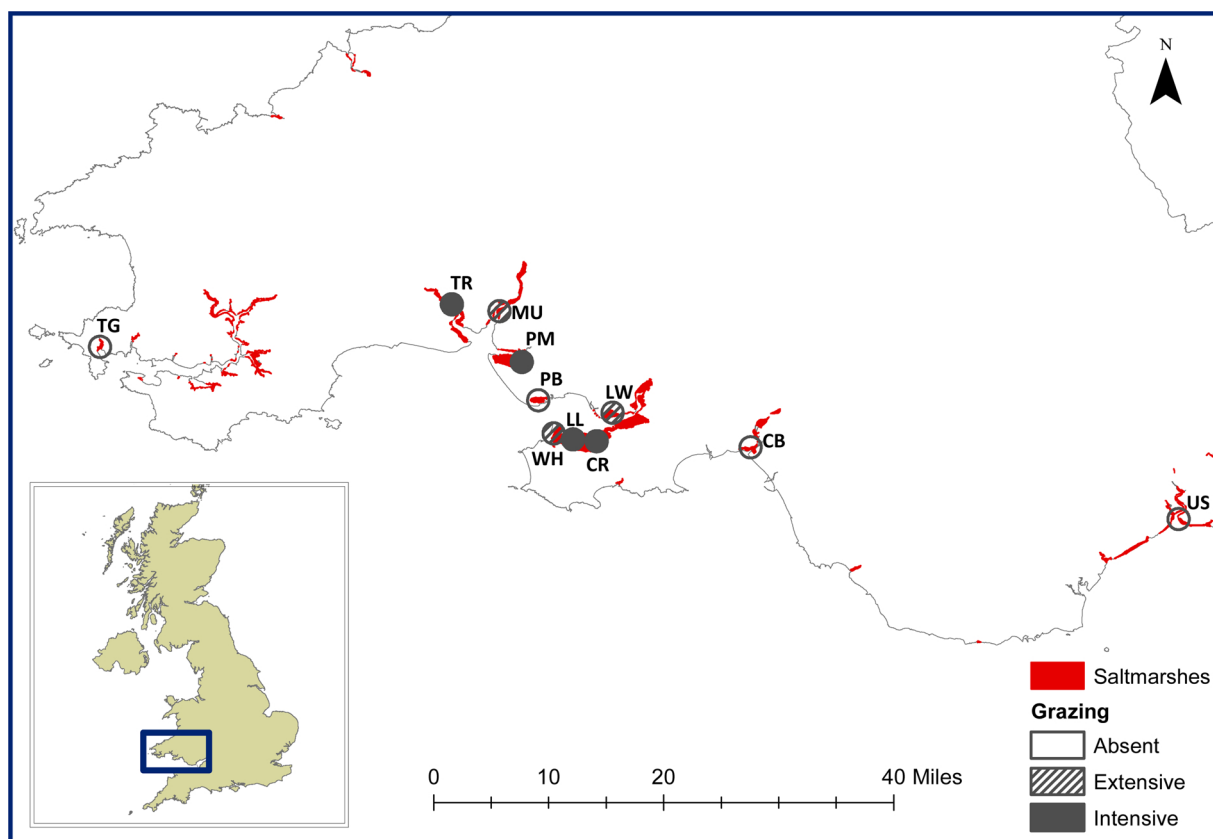 N
TR
MU
TG
PM
PB
LW
LL
WH
CR
CB
US
Saltmarshes
Grazing
Absent
Extensive
Intensive
0 10 20 40 Miles